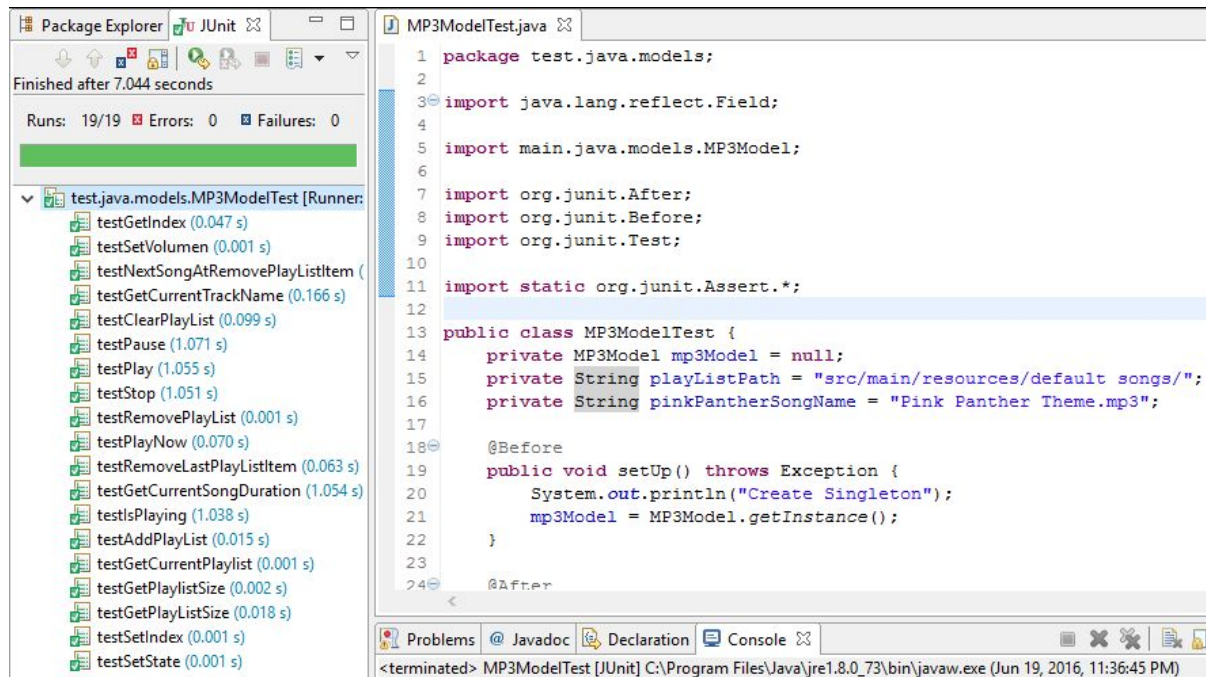 Package Explorer JUnit
Finished after 7.044 seconds
Runs: 19/19 Errors: 0 Failures: 0
test.java.models.MP3ModelTest [Runner:
testGetIndex (0.047 s)
testSetVolumen (0.001 s)
testNextSongAtRemovePlayListItem (
testGetCurrentTrackName (0.166 s)
testClearPlayList (0.099 s)
testPause (1.071 s)
testPlay (1.055 s)
testStop (1.051 s)
testRemovePlayList (0.001 s)
testPlayNow (0.070 s)
testRemoveLastPlayListItem (0.063 s)
testGetCurrentSongDuration (1.054 s)
testIsPlaying (1.038 s)
testAddPlayList (0.015 s)
testGetCurrentPlaylist (0.001 s)
testGetPlaylistSize (0.002 s)
testGetPlayListSize (0.018 s)
testSetIndex (0.001 s)
testSetState (0.001 s)
MP3ModelTest.java
1 package test.java.models;
2
3 import java.lang.reflect.Field;
4
5 import main.java.models.MP3Model;
6
7 import org.junit.After;
8 import org.junit.Before;
9 import org.junit.Test;
10
11 import static org.junit.Assert.*;
12
13 public class MP3ModelTest {
14     private MP3Model mp3Model = null;
15     private String playListPath = "src/main/resources/default songs/";
16     private String pinkPantherSongName = "Pink Panther Theme.mp3";
17
18     @Before
19     public void setUp() throws Exception {
20         System.out.println("Create Singleton");
21         mp3Model = MP3Model.getInstance();
22     }
23
24     @After
Problems @ Javadoc Declaration Console
<terminated> MP3ModelTest [JUnit] C:\Program Files\Java\jre1.8.0_73\bin\javaw.exe (Jun 19, 2016, 11:36:45 PM)